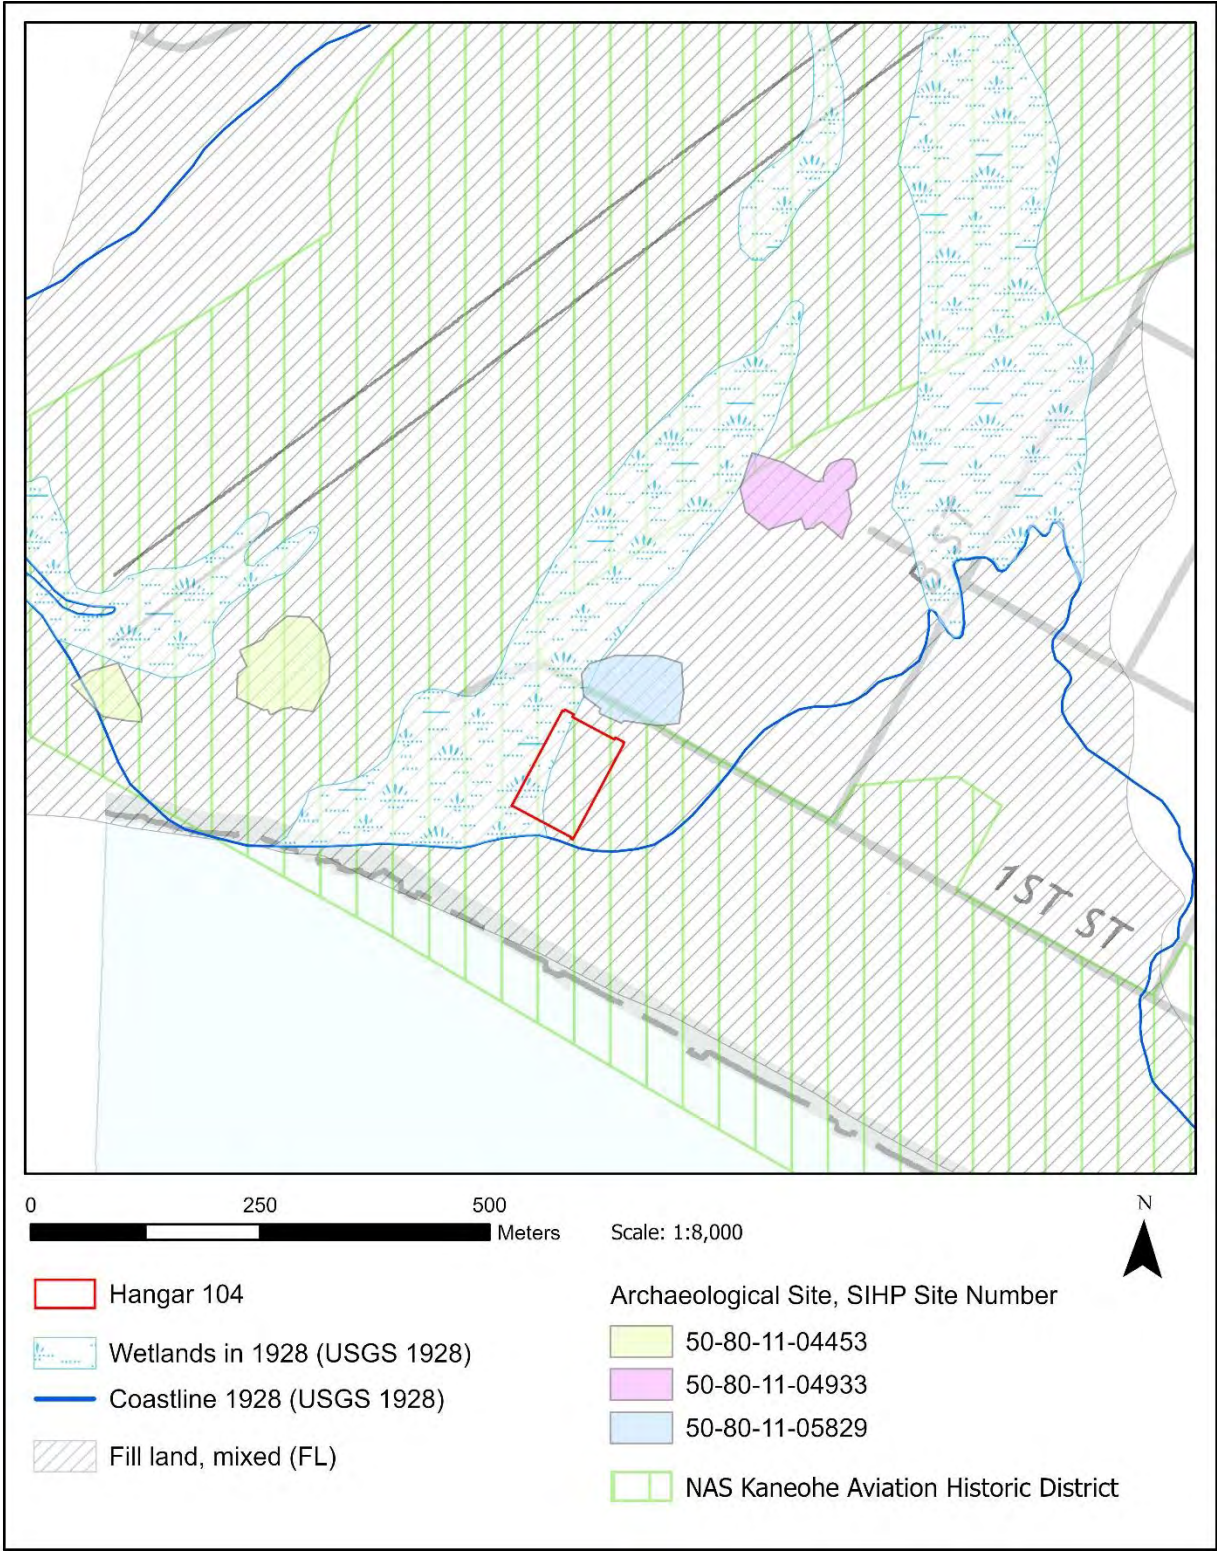 B ST
1ST ST
0 250 500
Meters
Scale: 1:8,000
N
Hangar 104
Wetlands in 1928 (USGS 1928)
Coastline 1928 (USGS 1928)
Fill land, mixed (FL)
Archaeological Site, SIHP Site Number
50-80-11-04453
50-80-11-04933
50-80-11-05829
NAS Kaneohe Aviation Historic District